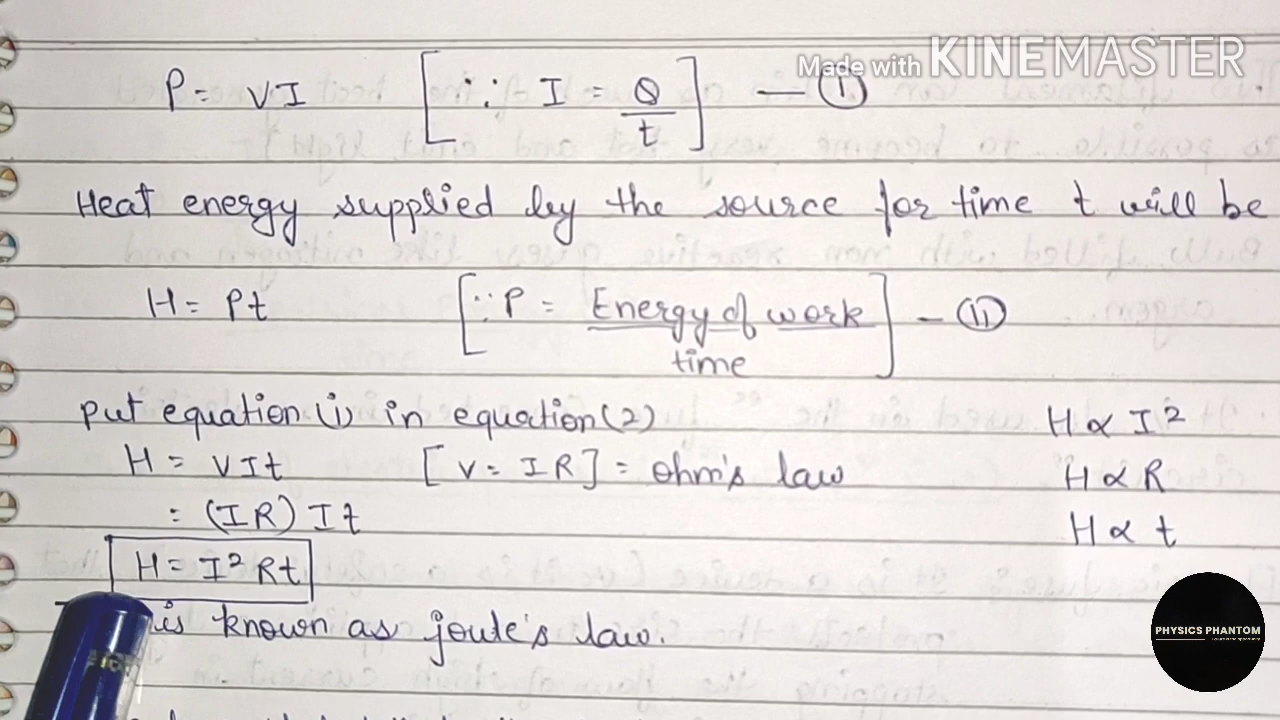 Made with KINEMASTER
P = VI [∵ I = Q/t] — (i)
Heat energy supplied by the source for time t will be
H = Pt [∵ P = Energy of work/time] - (ii)
Put equation (i) in equation (2)
H ∝ I²
H = VIt [V = IR] = ohm's law
H ∝ R
= (IR) It
H ∝ t
H = I² Rt
is known as joule's law.
PHYSICS PHANTOM